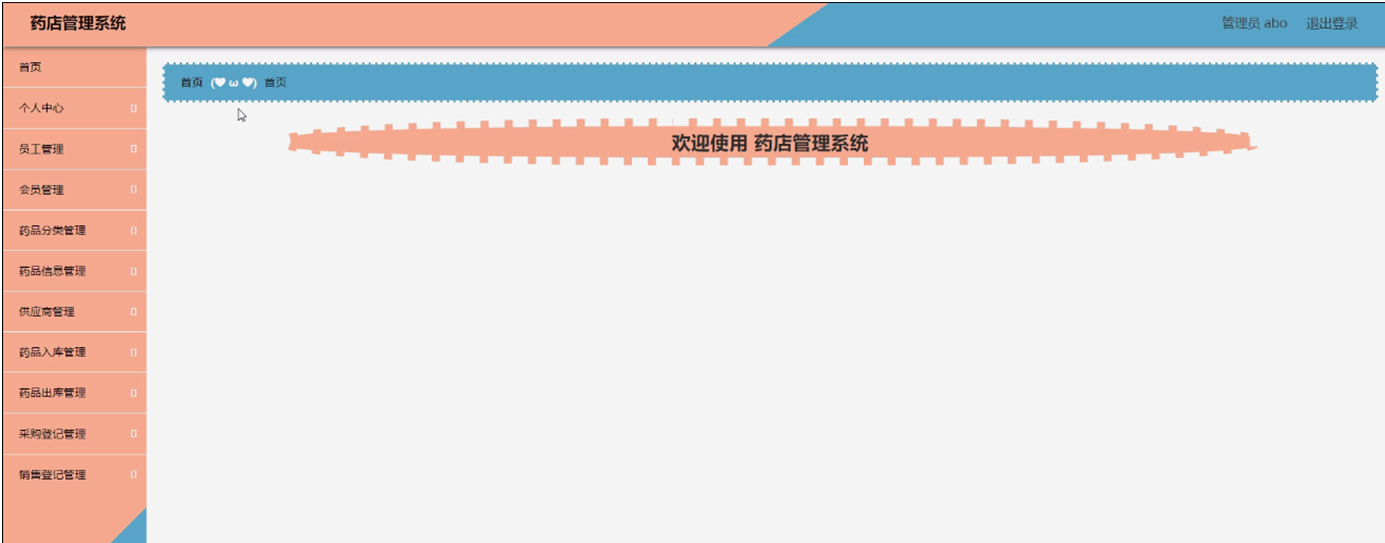 药店管理系统
管理员 abo 退出登录
首页
个人中心
员工管理
会员管理
药品分类管理
药品信息管理
供应商管理
药品入库管理
药品出库管理
采购登记管理
销售登记管理
首页 (♥ ω ♥) 首页
欢迎使用 药店管理系统